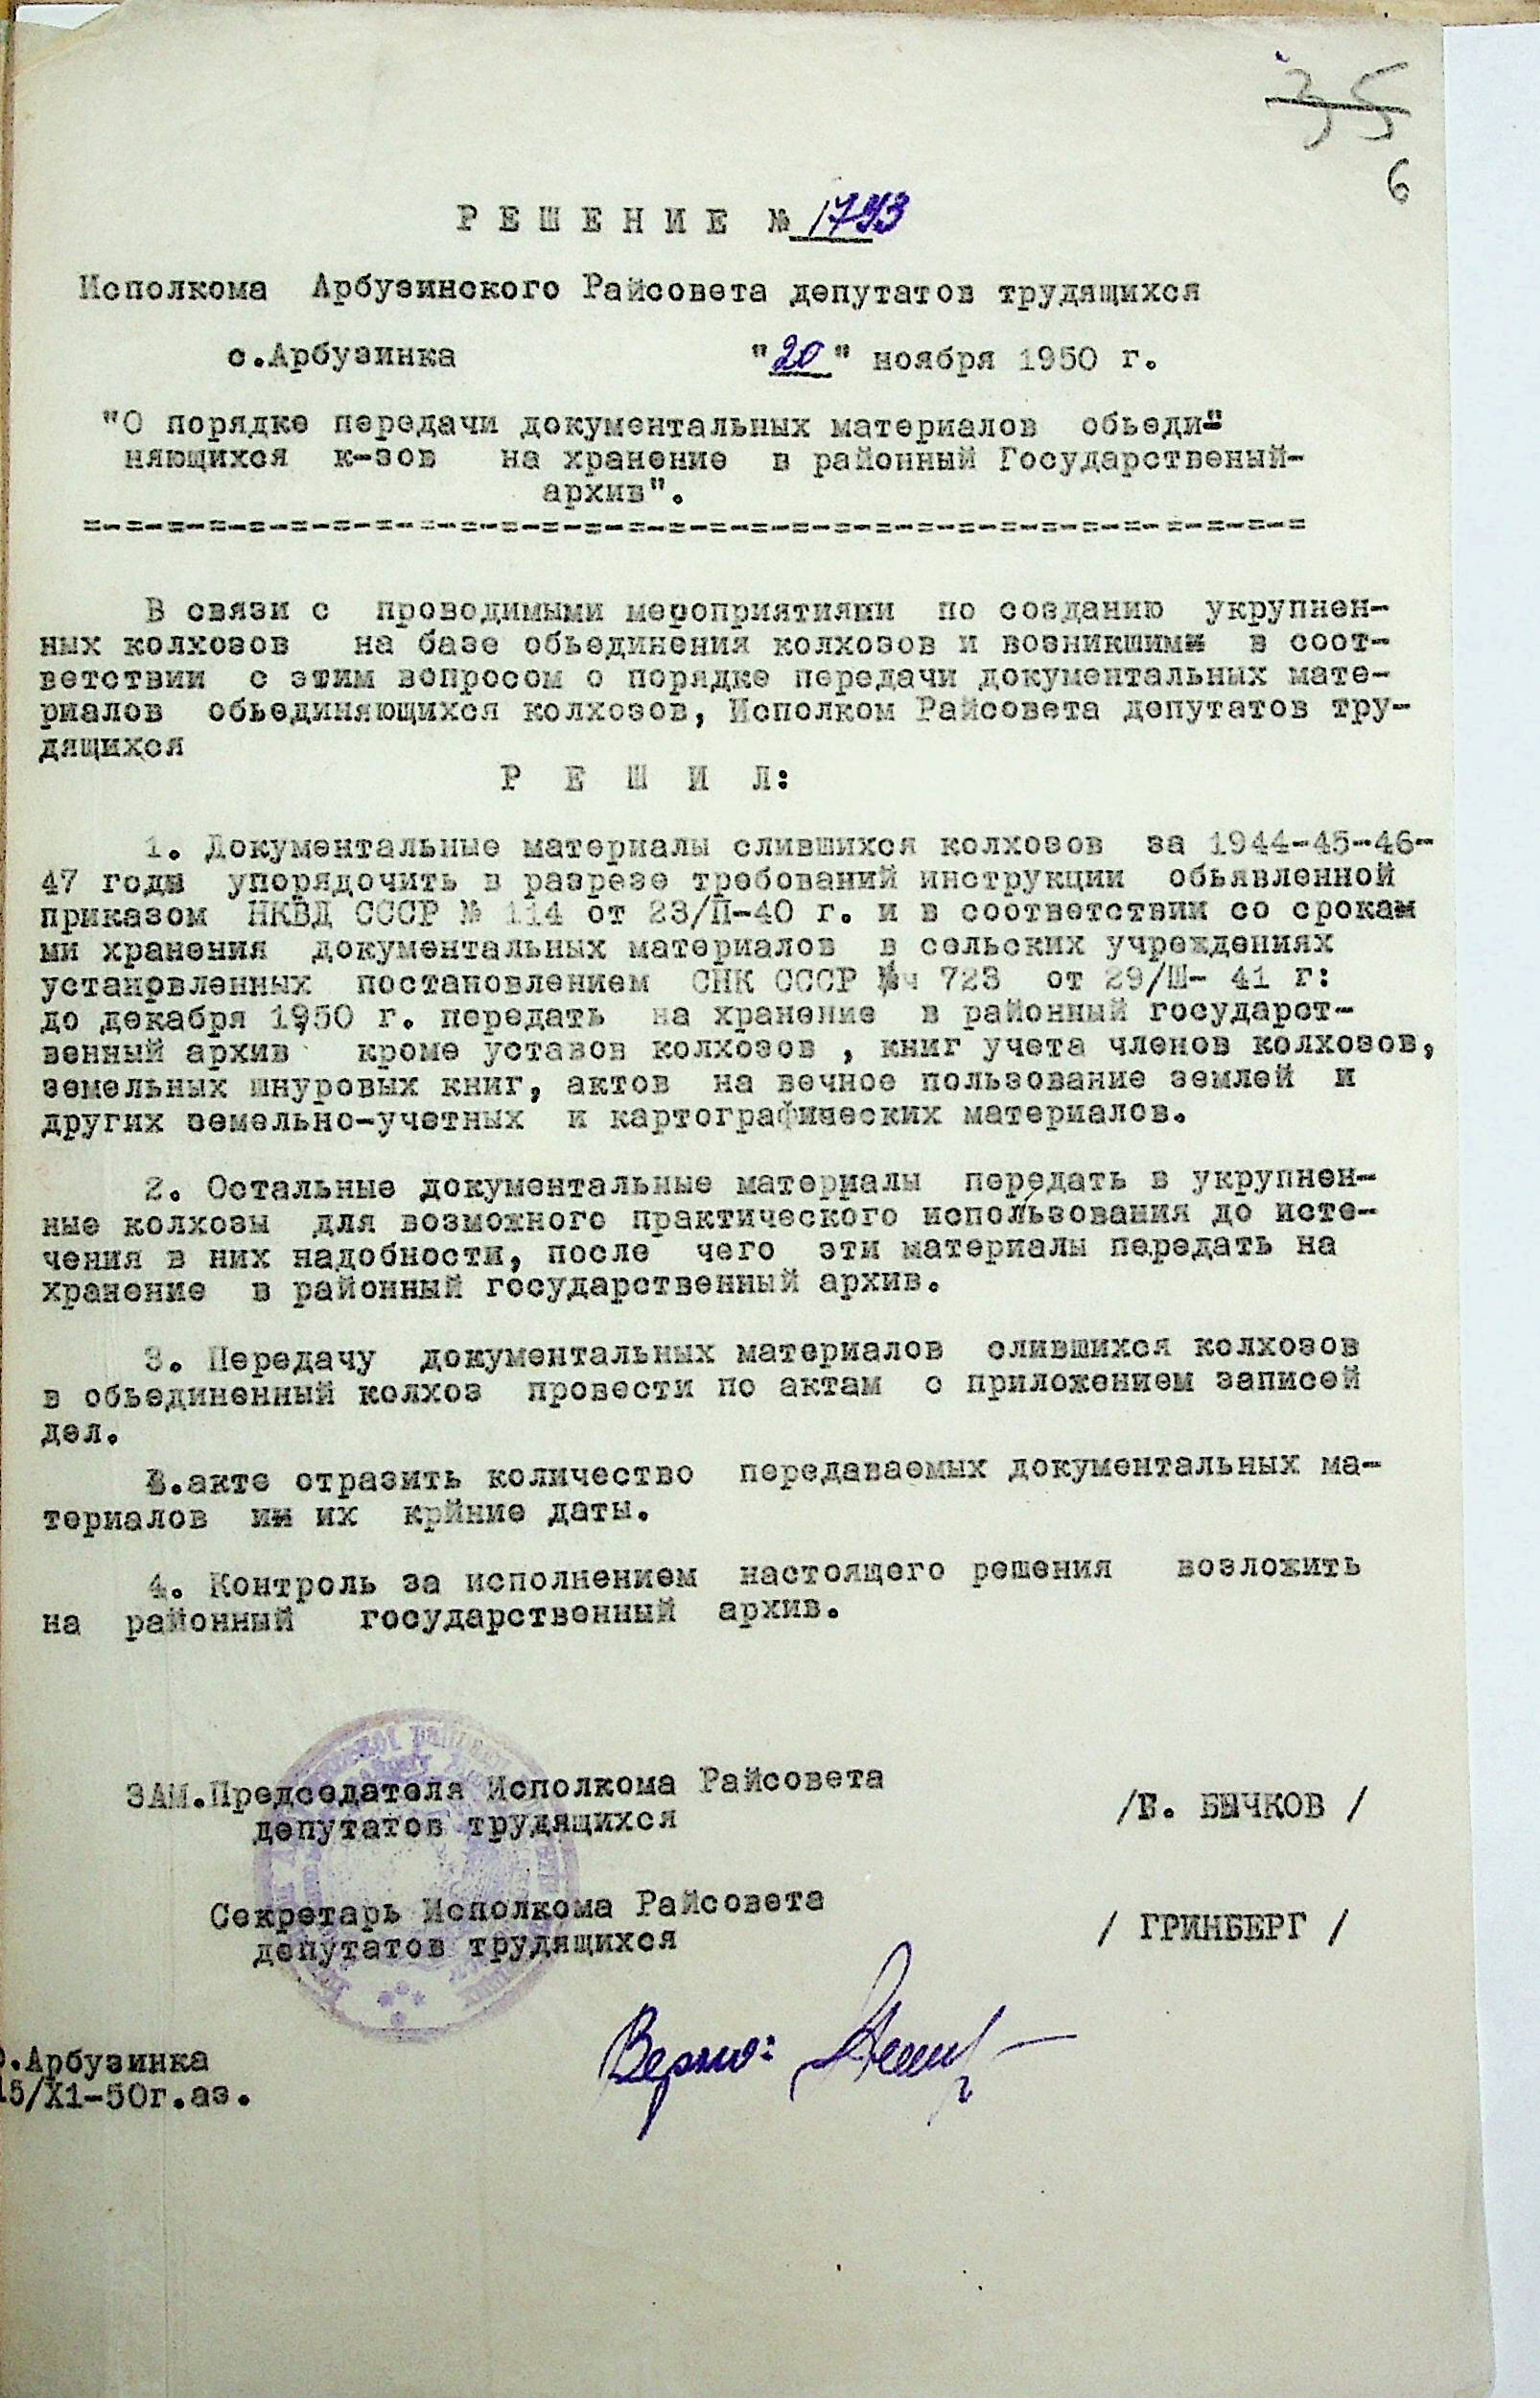 35
6
РЕШЕНИЕ № 1793
Исполкома Арбузинского Райсовета депутатов трудящихся
с.Арбузинка "20" ноября 1950 г.
"О порядке передачи документальных материалов обьеди-
няющихся к-зов на хранение в районный Государственый-
архив".
=-=-=-=-=-=-=-=-=-=-=-=-=-=-=-=-=-=-=-=-=-=-=-=-=-=-=-=-=
В связи с проводимыми мероприятиями по созданию укрупнен-
ных колхозов на базе обьединения колхозов и возникшими в соот-
ветствии с этим вопросом о порядке передачи документальных мате-
риалов обьединяющихся колхозов, Исполком Райсовета депутатов тру-
дящихся
РЕШИЛ:
1. Документальные материалы слившихся колхозов за 1944-45-46-
47 годы упорядочить в разрезе требований инструкции обьявленной
приказом НКВД СССР № 114 от 23/П-40 г. и в соответствии со срокам
ми хранения документальных материалов в сельских учреждениях
установленных постановлением СНК СССР №ч 723 от 29/Ш- 41 г:
до декабря 1950 г. передать на хранение в районный государст-
венный архив кроме уставов колхозов , книг учета членов колхозов,
земельных шнуровых книг, актов на вечное пользование землей и
других земельно-учетных и картографических материалов.
2. Остальные документальные материалы передать в укрупнен-
ные колхозы для возможного практического использования до исте-
чения в них надобности, после чего эти материалы передать на
хранение в районный государственный архив.
3. Передачу документальных материалов слившихся колхозов
в обьединенный колхоз провести по актам с приложением записей
дел.
В.акте отразить количество передаваемых документальных ма-
териалов ин их крйние даты.
4. Контроль за исполнением настоящего решения возложить
на районный государственный архив.
ЗАМ.Председателя Исполкома Райсовета
депутатов трудящихся /В. БЫЧКОВ /
Секретарь Исполкома Райсовета
депутатов трудящихся / ГРИНБЕРГ /
Верно:
.Арбузинка
15/Х1-50г.аз.